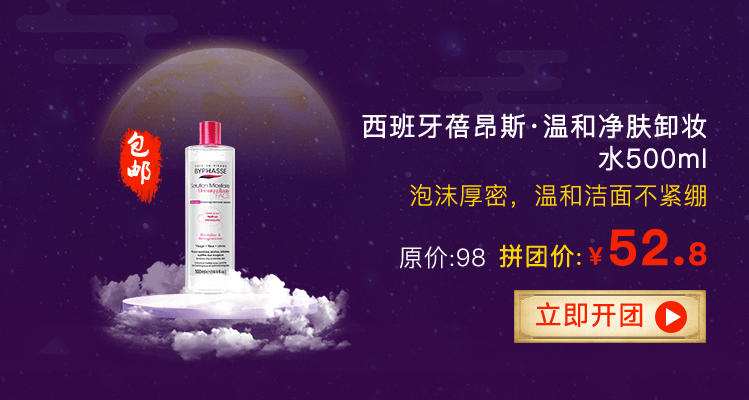 西班牙蓓昂斯·温和净肤卸妆
水500ml
泡沫厚密，温和洁面不紧绷
原价:98 拼团价:￥52.8
立即开团
包邮
BYPHASSE
Solution Micellaire
Démaquillante
FACE